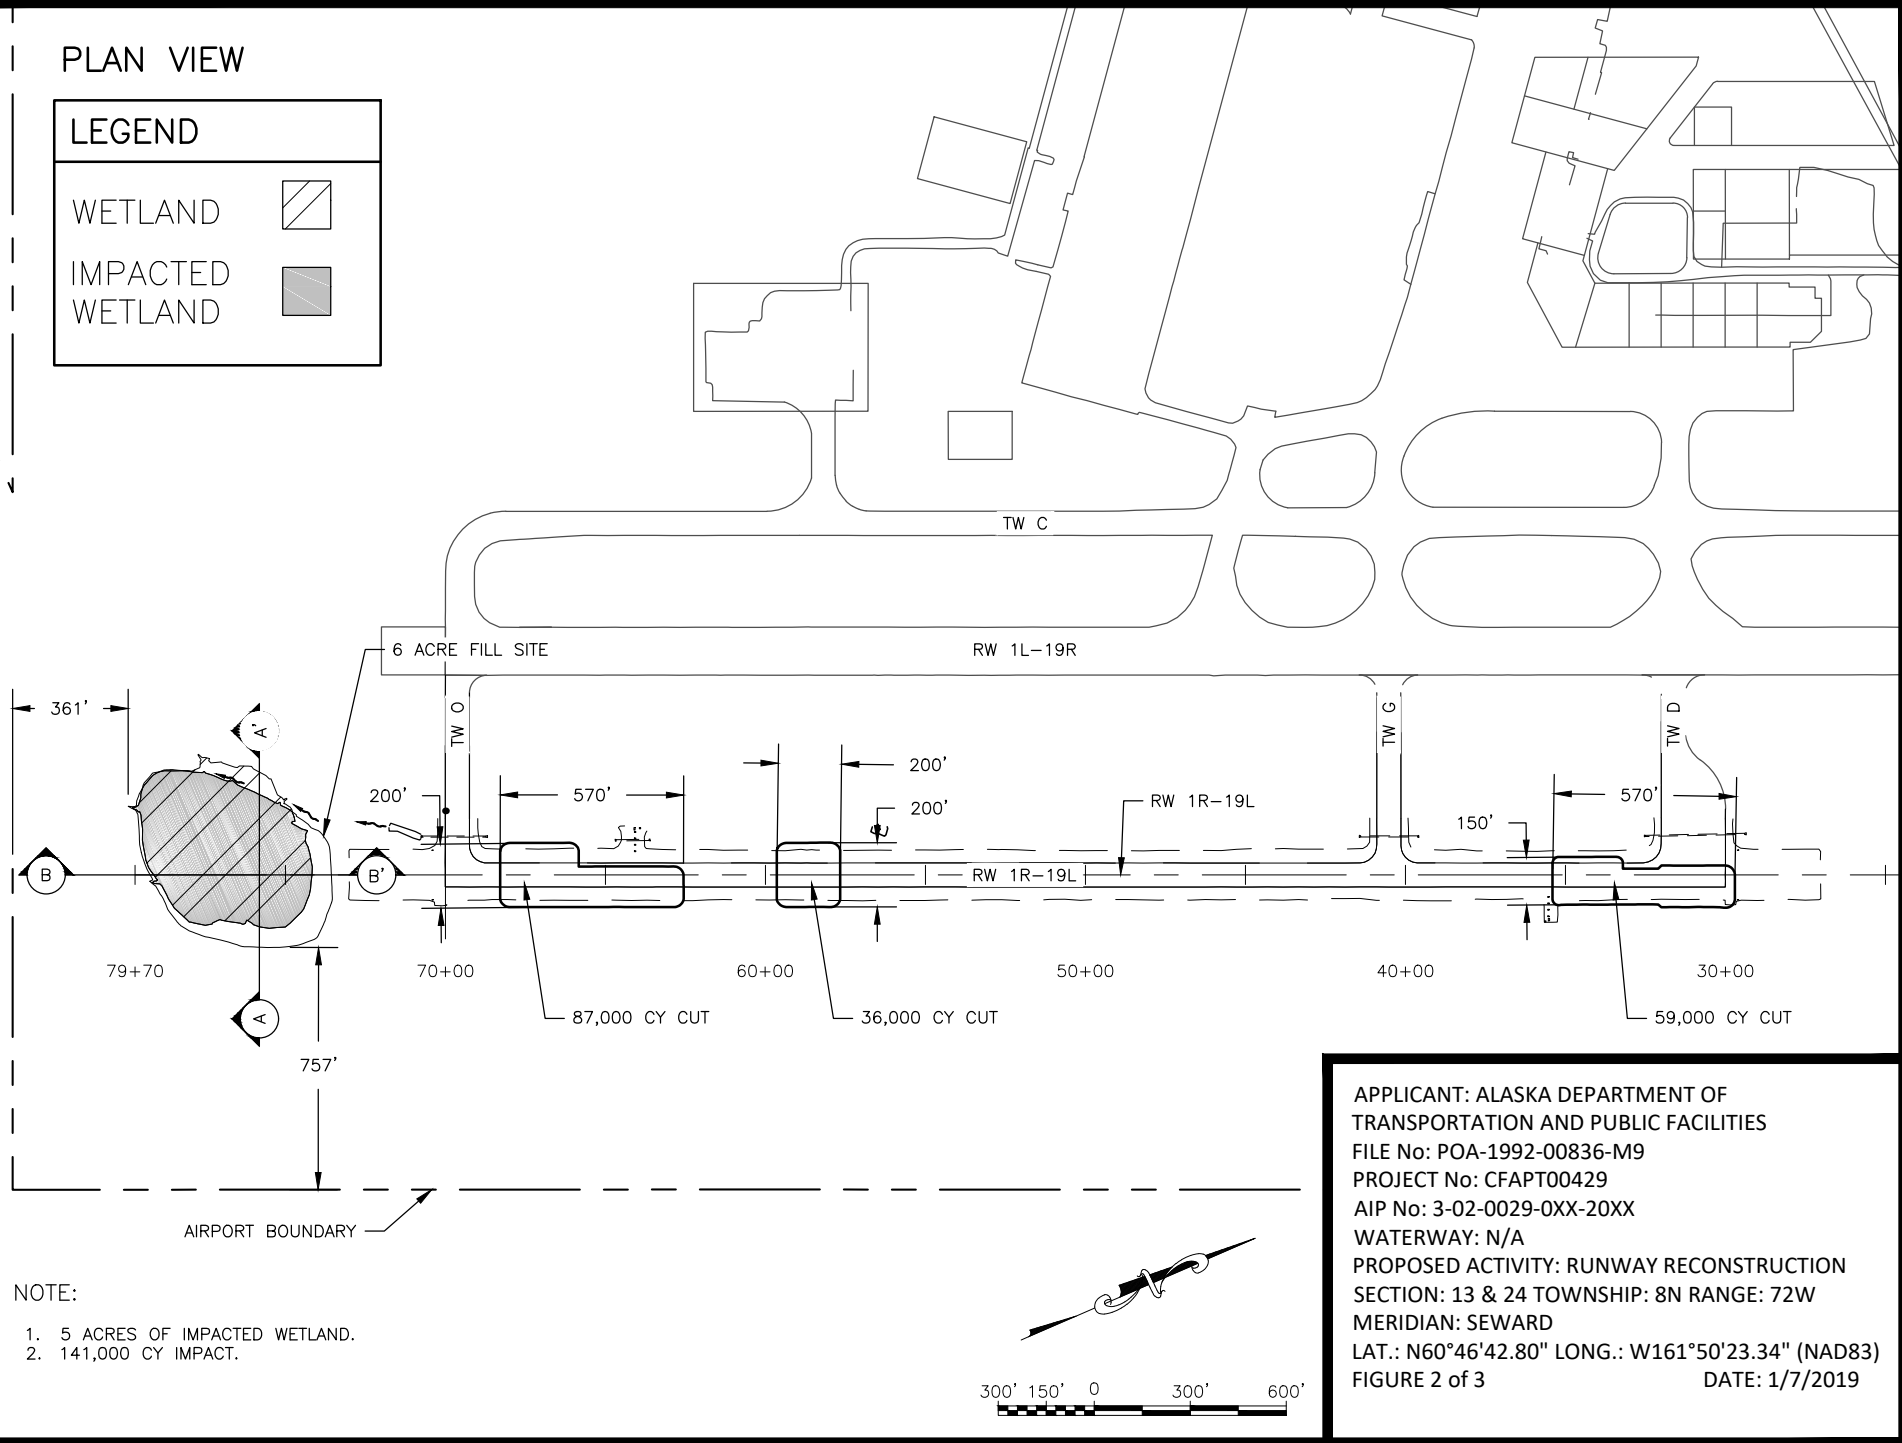 PLAN VIEW
LEGEND
WETLAND
IMPACTED
WETLAND
TW C
6 ACRE FILL SITE
RW 1L-19R
361'
A'
TW O
TW G
TW D
200'
570'
200'
200'
RW 1R-19L
150'
570'
B
B'
RW 1R-19L
79+70
70+00
60+00
50+00
40+00
30+00
A
87,000 CY CUT
36,000 CY CUT
59,000 CY CUT
757'
AIRPORT BOUNDARY
NOTE:
1. 5 ACRES OF IMPACTED WETLAND.
2. 141,000 CY IMPACT.
N
300' 150' 0 300' 600'
APPLICANT: ALASKA DEPARTMENT OF
TRANSPORTATION AND PUBLIC FACILITIES
FILE No: POA-1992-00836-M9
PROJECT No: CFAPT00429
AIP No: 3-02-0029-0XX-20XX
WATERWAY: N/A
PROPOSED ACTIVITY: RUNWAY RECONSTRUCTION
SECTION: 13 & 24 TOWNSHIP: 8N RANGE: 72W
MERIDIAN: SEWARD
LAT.: N60°46'42.80" LONG.: W161°50'23.34" (NAD83)
FIGURE 2 of 3 DATE: 1/7/2019